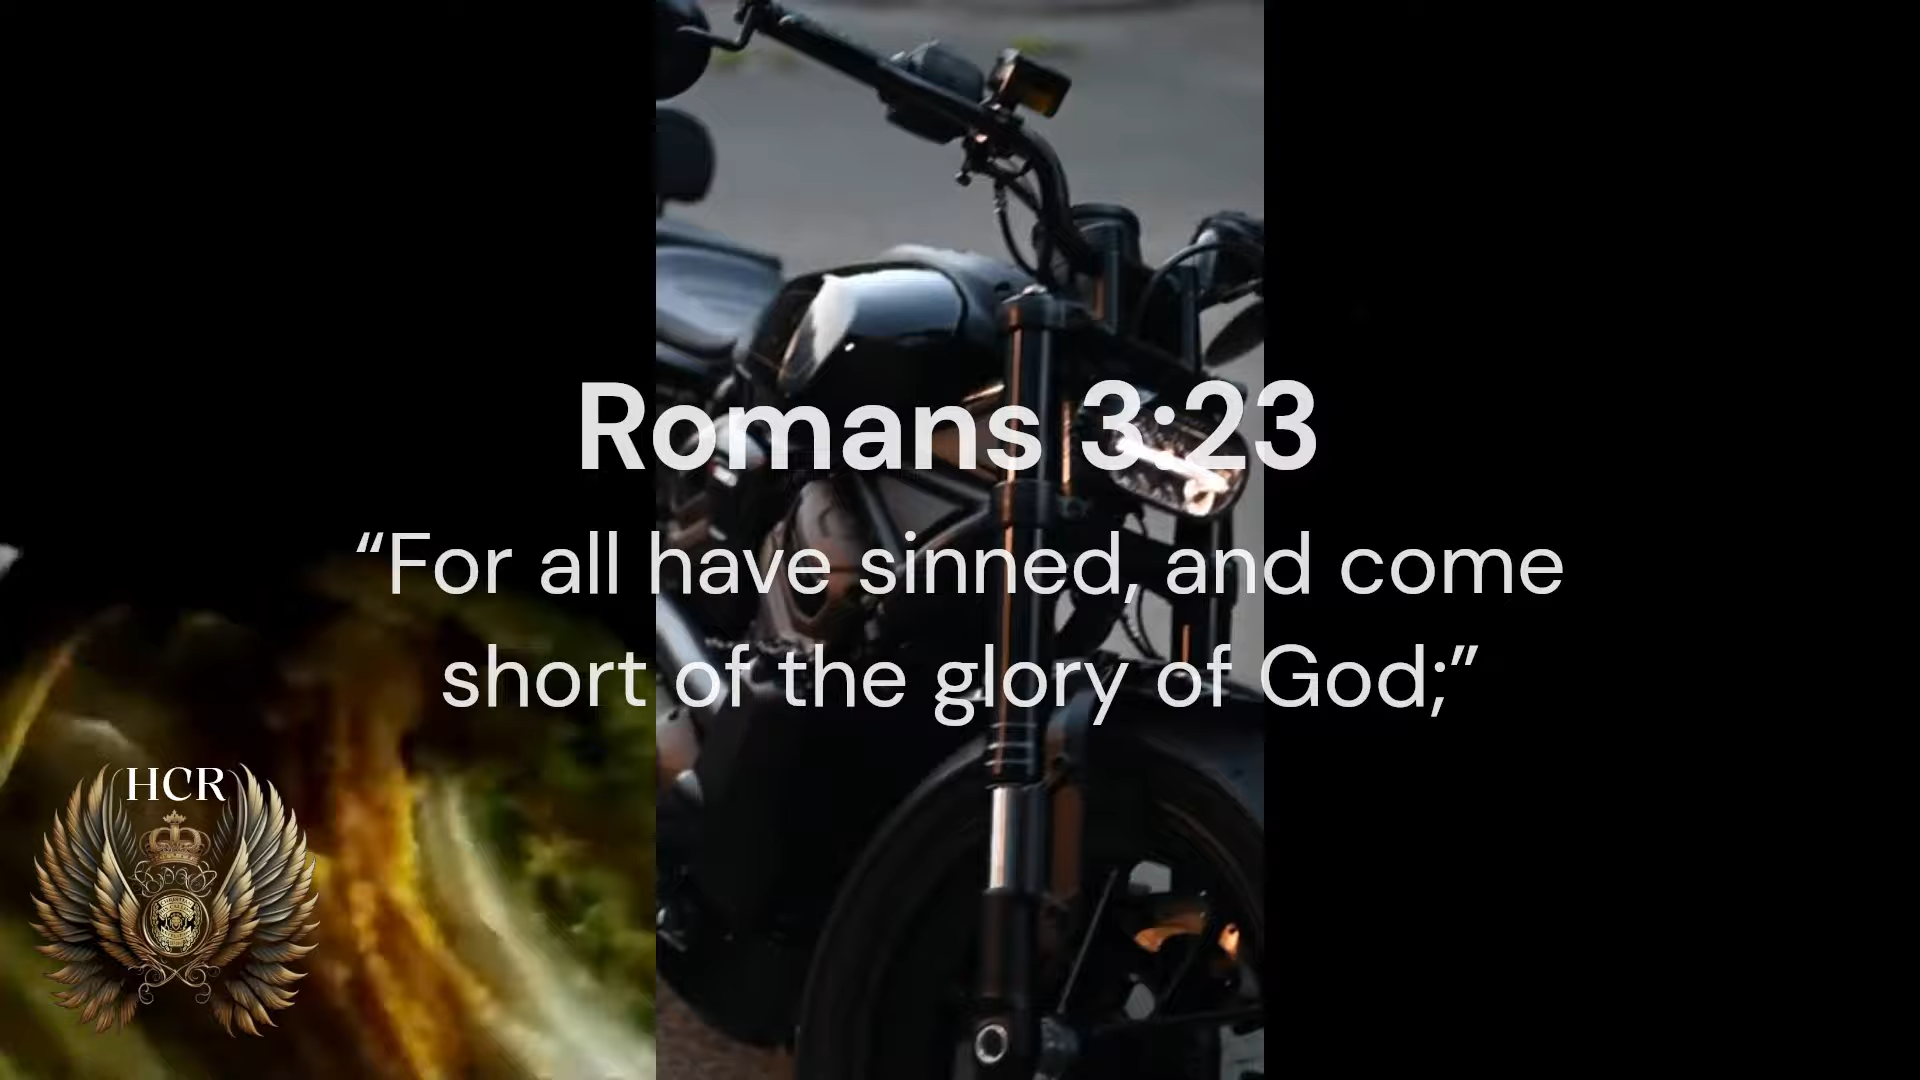 Romans 3:23
“For all have sinned, and come
short of the glory of God;”
HCR